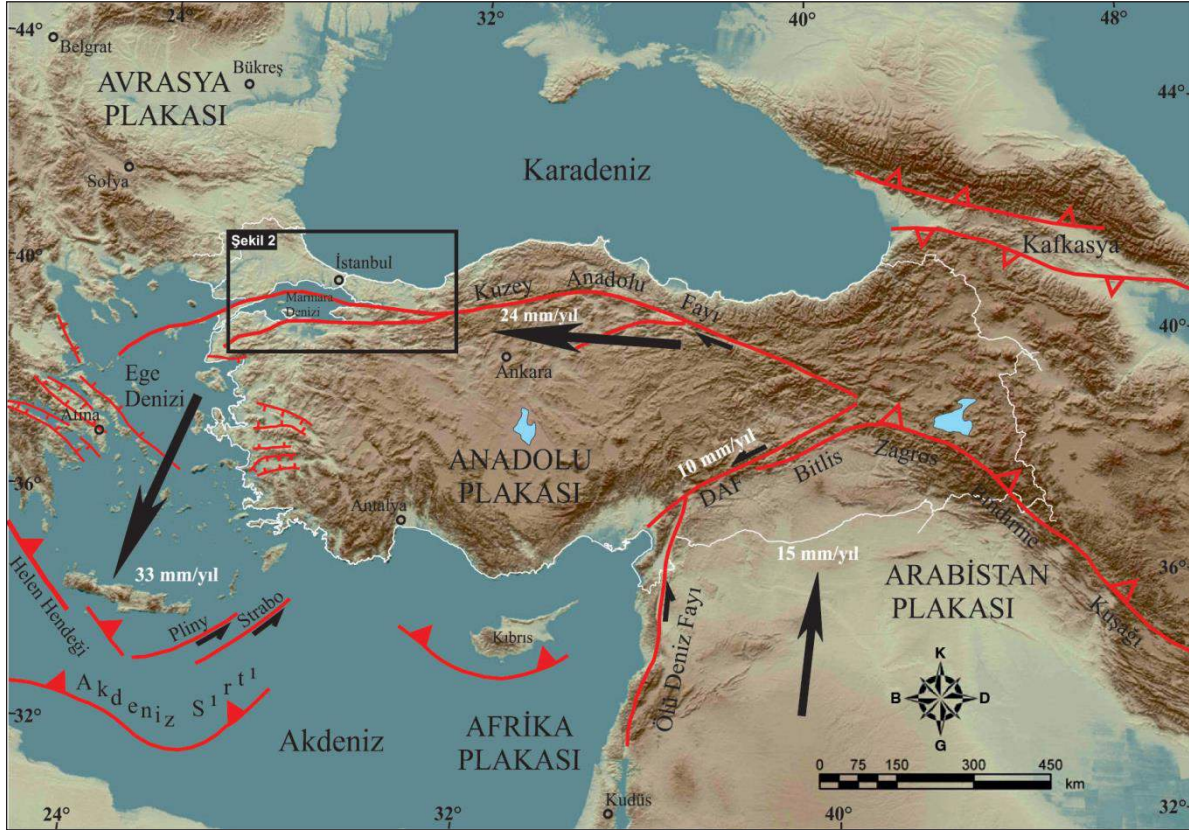 24°
32°
40°
48°
44°
Belgrat
Bükreş
AVRASYA
PLAKASI
44°
Karadeniz
Sofya
Kafkasya
Şekil 2
40°
İstanbul
Marmara
Denizi
Kuzey Anadolu Fayı
40°
24 mm/yıl
Ankara
Ege
Denizi
Atina
ANADOLU
PLAKASI
10 mm/yıl
DAF
Bitlis Zagros Bindirme Kuşağı
36°
Antalya
15 mm/yıl
36°
33 mm/yıl
ARABİSTAN
PLAKASI
Helen Hendeği
Pliny
Strabo
Kıbrıs
Ölü Deniz Fayı
Akdeniz Sırtı
K
B
D
G
32°
Akdeniz
AFRİKA
PLAKASI
0 75 150 300 450
km
Kudüs
24°
32°
40°
32°